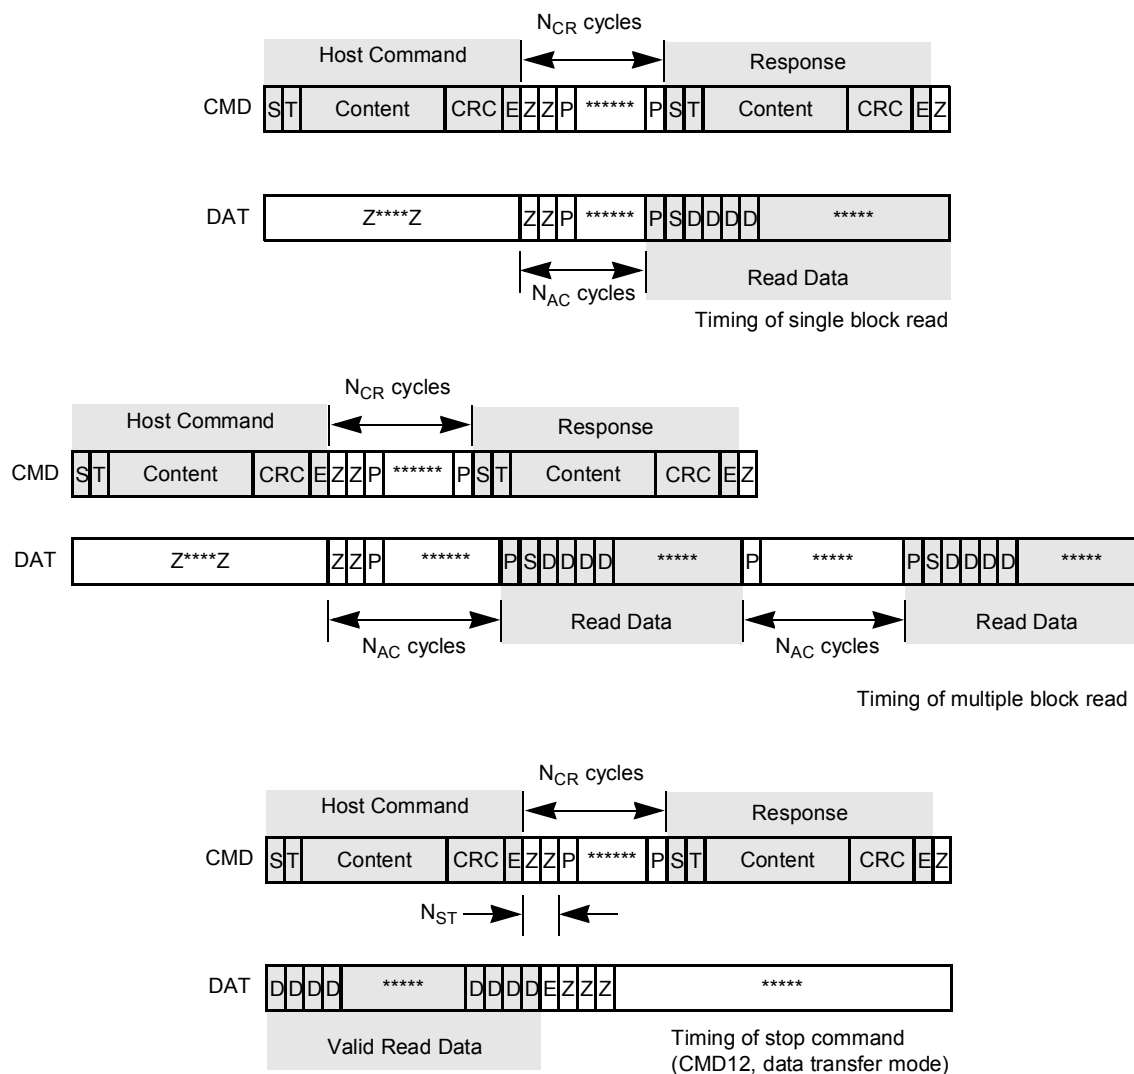 N_CR cycles
Host Command
Response
CMD S T Content CRC E Z Z P ****** P S T Content CRC E Z
DAT Z****Z Z Z P ****** P S D D D D *****
N_AC cycles
Read Data
Timing of single block read
N_CR cycles
Host Command
Response
CMD S T Content CRC E Z Z P ****** P S T Content CRC E Z
DAT Z****Z Z Z P ****** P S D D D D ***** P ***** P S D D D D *****
N_AC cycles Read Data N_AC cycles Read Data
Timing of multiple block read
N_CR cycles
Host Command
Response
CMD S T Content CRC E Z Z P ****** P S T Content CRC E Z
N_ST
DAT D D D D ***** D D D D E Z Z Z *****
Valid Read Data
Timing of stop command
(CMD12, data transfer mode)